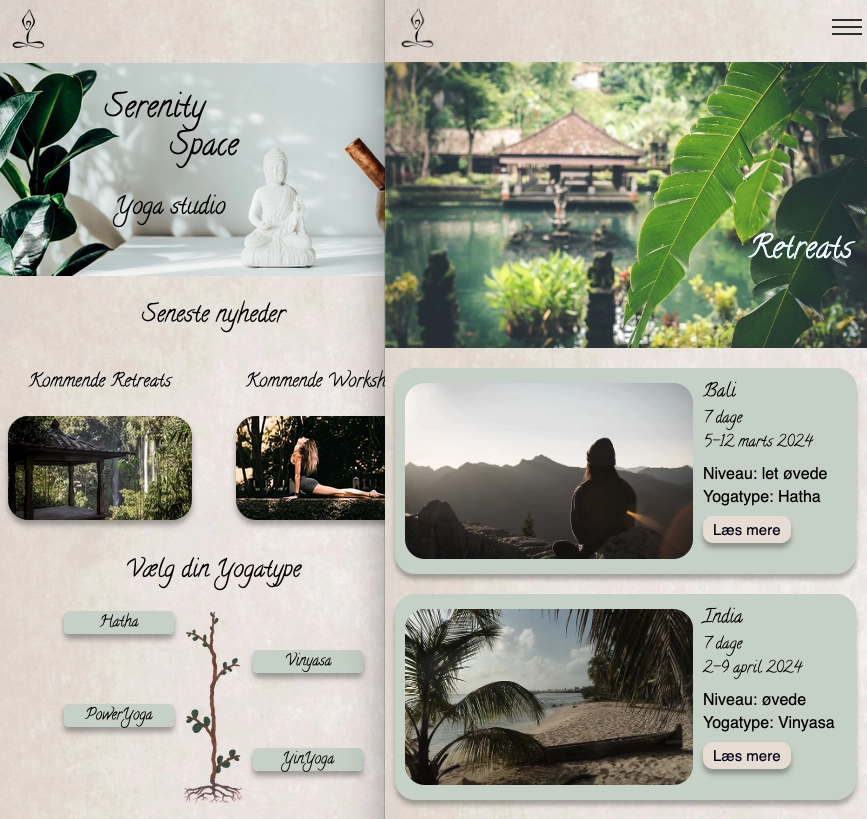 Serenity
Space
Yoga studio
Seneste nyheder
Kommende Retreats
Kommende Worksh
Vælg din Yogatype
Hatha
Vinyasa
PowerYoga
YinYoga
Retreats
Bali
7 dage
5-12 marts 2024
Niveau: let øvede
Yogatype: Hatha
Læs mere
India
7 dage
2-9 april 2024
Niveau: øvede
Yogatype: Vinyasa
Læs mere